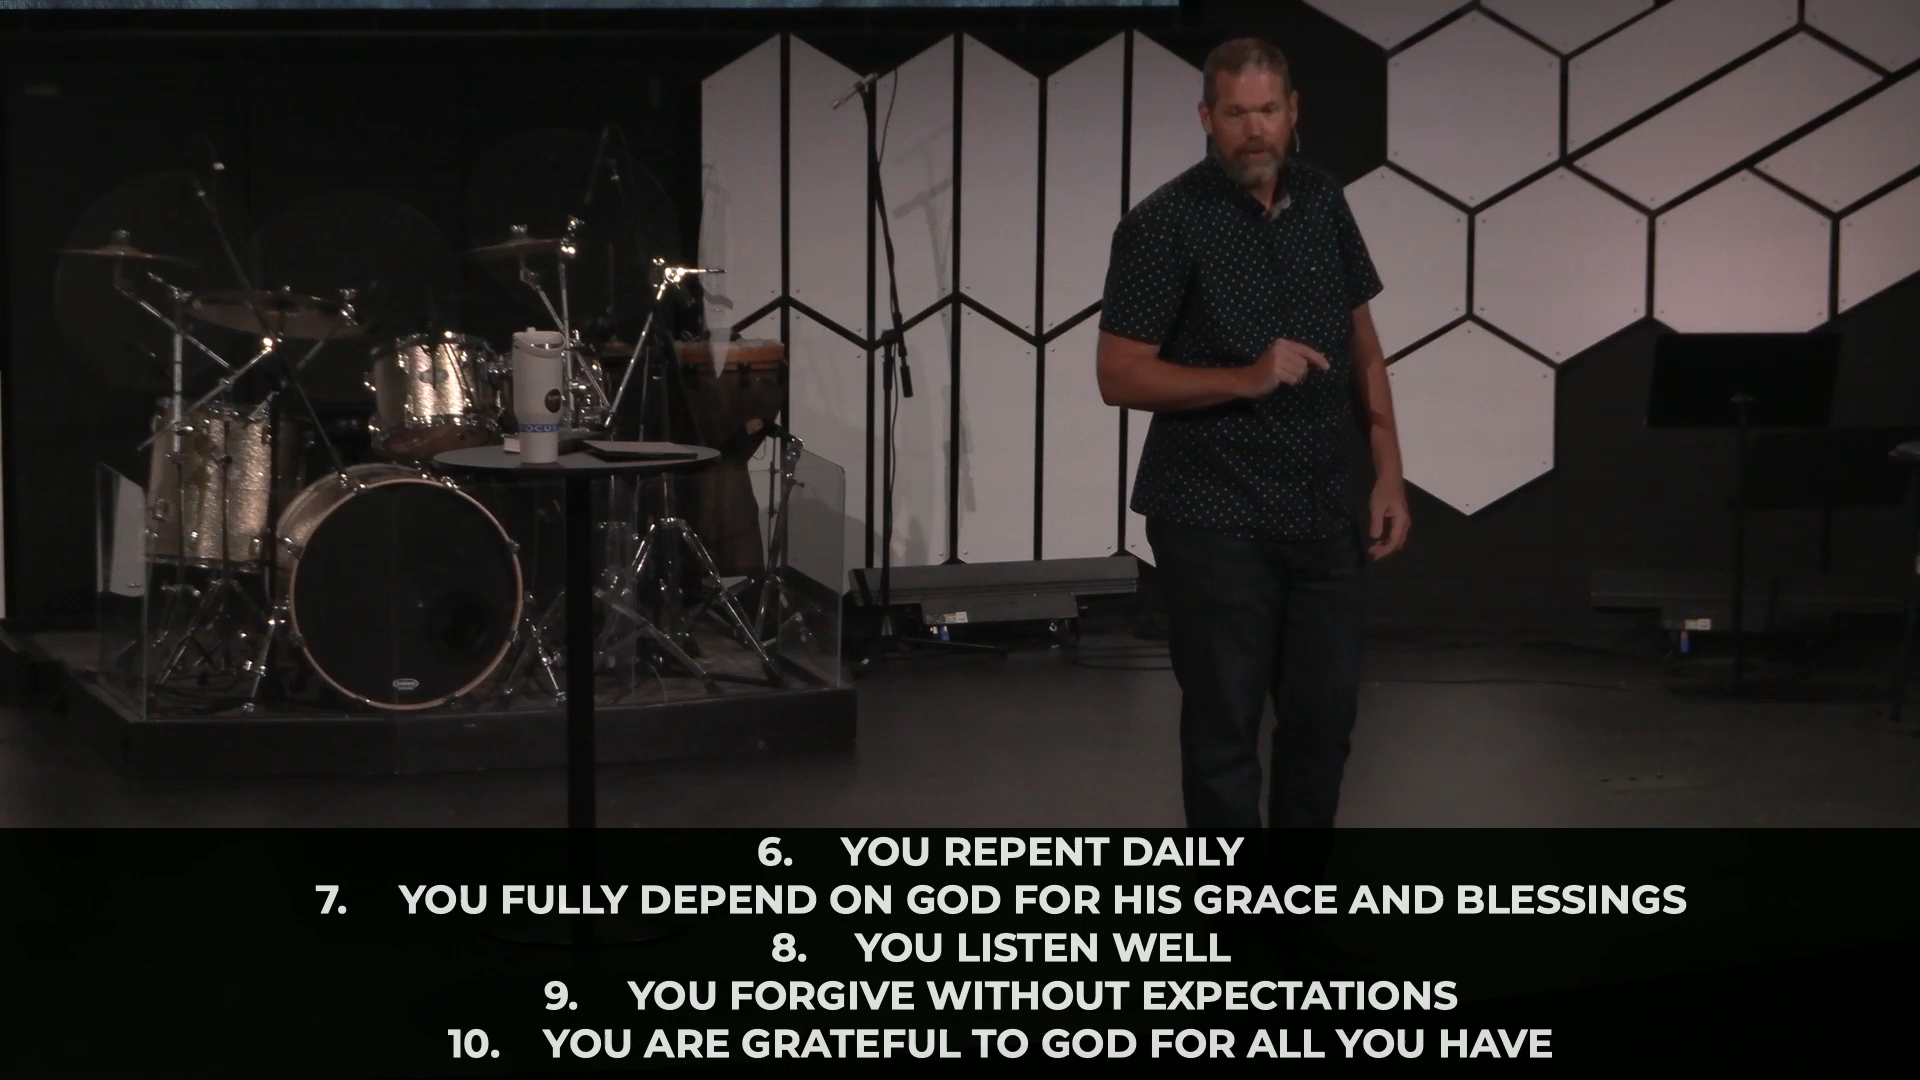 FOCUS
6. YOU REPENT DAILY
7. YOU FULLY DEPEND ON GOD FOR HIS GRACE AND BLESSINGS
8. YOU LISTEN WELL
9. YOU FORGIVE WITHOUT EXPECTATIONS
10. YOU ARE GRATEFUL TO GOD FOR ALL YOU HAVE